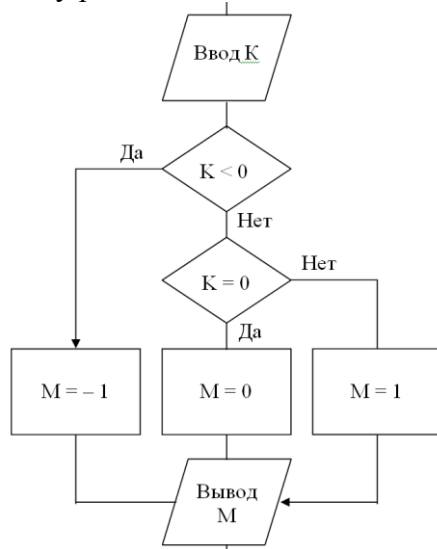 Ввод К
Да
K < 0
Нет
Нет
K = 0
Да
M = – 1
M = 0
M = 1
Вывод
M